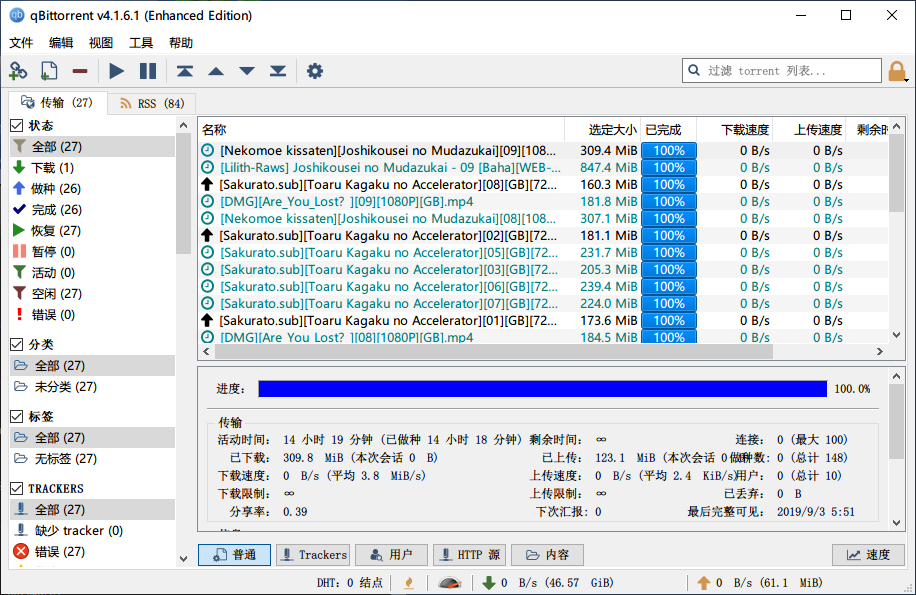 qBittorrent v4.1.6.1 (Enhanced Edition)
文件 编辑 视图 工具 帮助
过滤 torrent 列表...
传输 (27) RSS (84)
状态
全部 (27)
下载 (1)
做种 (26)
完成 (26)
恢复 (27)
暂停 (0)
活动 (0)
空闲 (27)
错误 (0)
分类
全部 (27)
未分类 (27)
标签
全部 (27)
无标签 (27)
TRACKERS
全部 (27)
缺少 tracker (0)
错误 (27)
名称 选定大小 已完成 下载速度 上传速度 剩余时
[Nekomoe kissaten][Joshikousei no Mudazukai][09][108... 309.4 MiB 100% 0 B/s 0 B/s
[Lilith-Raws] Joshikousei no Mudazukai - 09 [Baha][WEB-... 847.4 MiB 100% 0 B/s 0 B/s
[Sakurato.sub][Toaru Kagaku no Accelerator][08][GB][72... 160.3 MiB 100% 0 B/s 0 B/s
[DMG][Are_You_Lost? ][09][1080P][GB].mp4 181.8 MiB 100% 0 B/s 0 B/s
[Nekomoe kissaten][Joshikousei no Mudazukai][08][108... 307.1 MiB 100% 0 B/s 0 B/s
[Sakurato.sub][Toaru Kagaku no Accelerator][02][GB][72... 181.1 MiB 100% 0 B/s 0 B/s
[Sakurato.sub][Toaru Kagaku no Accelerator][05][GB][72... 231.7 MiB 100% 0 B/s 0 B/s
[Sakurato.sub][Toaru Kagaku no Accelerator][03][GB][72... 205.3 MiB 100% 0 B/s 0 B/s
[Sakurato.sub][Toaru Kagaku no Accelerator][06][GB][72... 239.4 MiB 100% 0 B/s 0 B/s
[Sakurato.sub][Toaru Kagaku no Accelerator][07][GB][72... 224.0 MiB 100% 0 B/s 0 B/s
[Sakurato.sub][Toaru Kagaku no Accelerator][01][GB][72... 173.6 MiB 100% 0 B/s 0 B/s
[DMG][Are You Lost? ][08][1080P][GB].mp4 184.5 MiB 100% 0 B/s 0 B/s
进度: 100.0%
传输
活动时间: 14 小时 19 分钟 (已做种 14 小时 18 分钟) 剩余时间: ∞ 连接: 0 (最大 100)
已下载: 309.8 MiB (本次会话 0 B) 已上传: 123.1 MiB (本次会话 0 做种数: 0 (总计 148)
下载速度: 0 B/s (平均 3.8 MiB/s) 上传速度: 0 B/s (平均 2.4 KiB/s) 用户: 0 (总计 10)
下载限制: ∞ 上传限制: ∞ 已丢弃: 0 B
分享率: 0.39 下次汇报: 0 最后完整可见: 2019/9/3 5:51
普通 Trackers 用户 HTTP 源 内容 速度
DHT: 0 结点 0 B/s (46.57 GiB) 0 B/s (61.1 MiB)